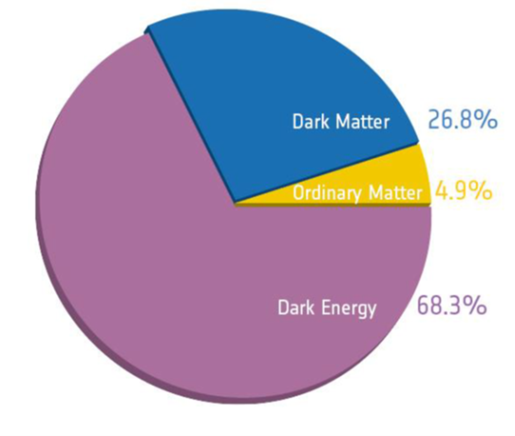 Dark Matter 26.8%
Ordinary Matter 4.9%
Dark Energy 68.3%